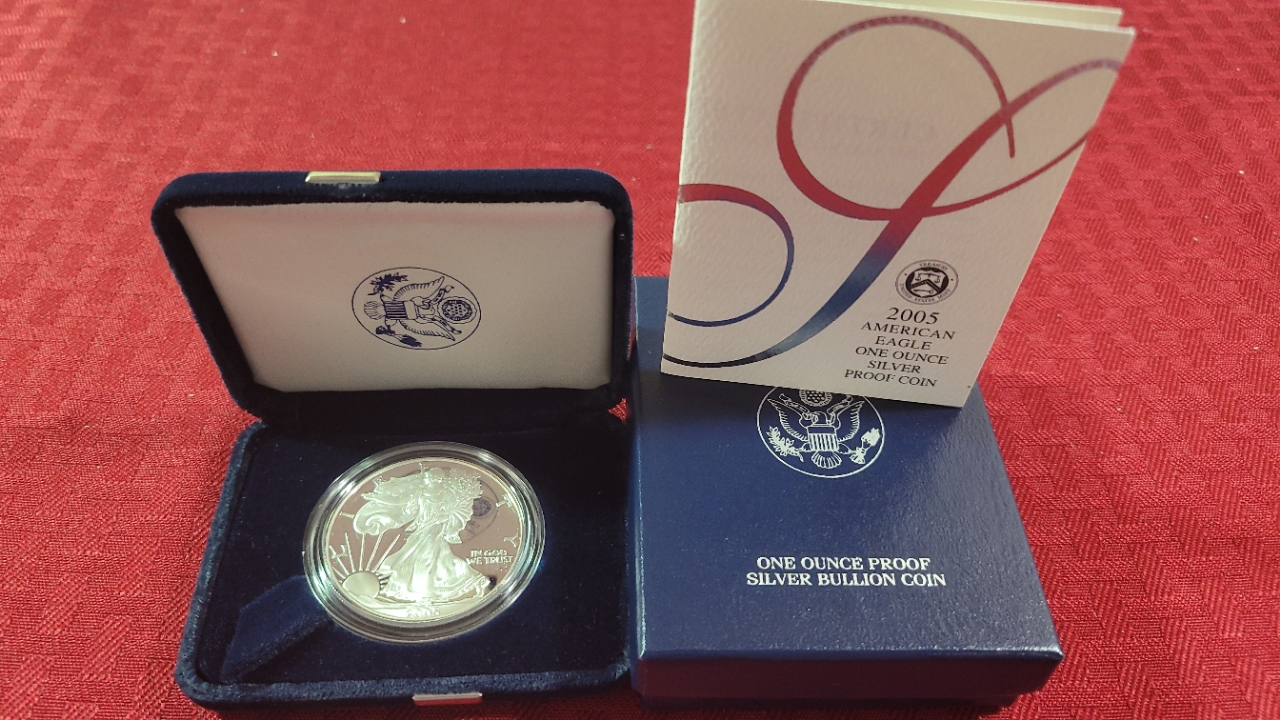 2005
AMERICAN
EAGLE
ONE OUNCE
SILVER
PROOF COIN
ONE OUNCE PROOF
SILVER BULLION COIN
IN GOD
WE TRUST